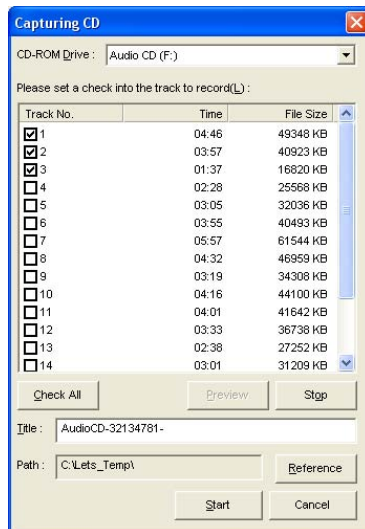 Capturing CD
CD-ROM Drive : Audio CD (F:)
Please set a check into the track to record(L) :
Track No. Time File Size
1 04:46 49348 KB
2 03:57 40923 KB
3 01:37 16820 KB
4 02:28 25568 KB
5 03:05 32036 KB
6 03:55 40493 KB
7 05:57 61544 KB
8 04:32 46959 KB
9 03:19 34308 KB
10 04:16 44100 KB
11 04:01 41642 KB
12 03:33 36738 KB
13 02:38 27252 KB
14 03:01 31209 KB
Check All Preview Stop
Title : AudioCD-32134781-
Path : C:\Lets_Temp\ Reference
Start Cancel